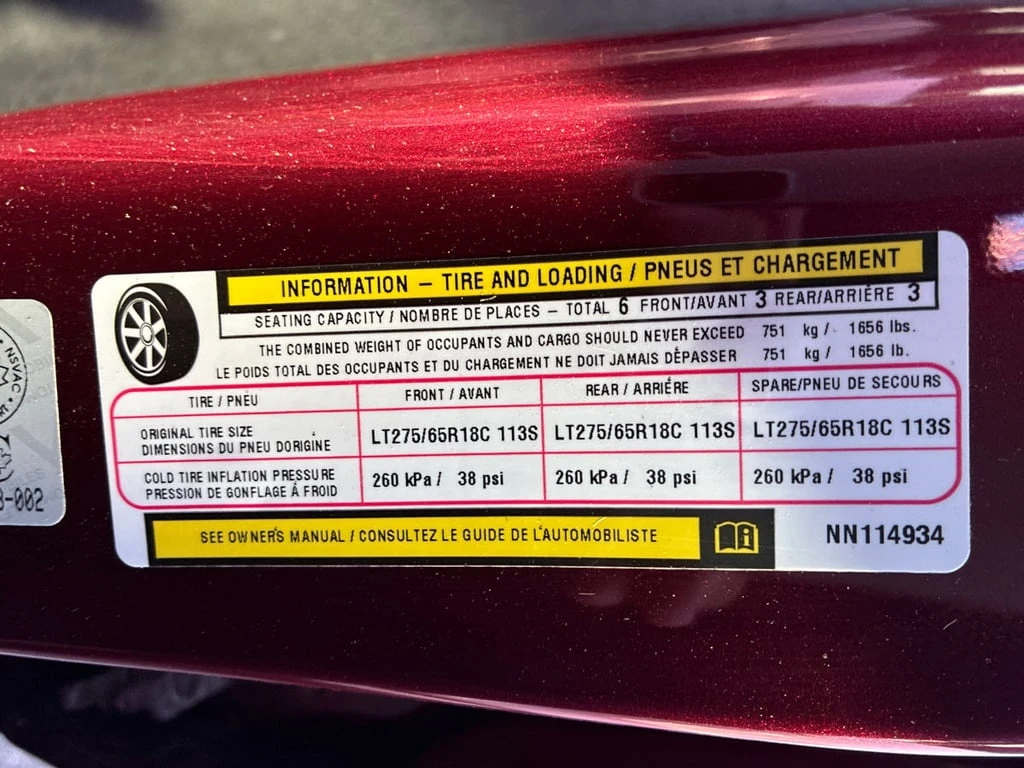 INFORMATION – TIRE AND LOADING / PNEUS ET CHARGEMENT
SEATING CAPACITY / NOMBRE DE PLACES – TOTAL 6 FRONT/AVANT 3 REAR/ARRIÈRE 3
THE COMBINED WEIGHT OF OCCUPANTS AND CARGO SHOULD NEVER EXCEED 751 kg / 1656 lbs.
LE POIDS TOTAL DES OCCUPANTS ET DU CHARGEMENT NE DOIT JAMAIS DÉPASSER 751 kg / 1656 lb.
TIRE / PNEU FRONT / AVANT REAR / ARRIÉRE SPARE/PNEU DE SECOURS
ORIGINAL TIRE SIZE
DIMENSIONS DU PNEU DORIGINE
LT275/65R18C 113S LT275/65R18C 113S LT275/65R18C 113S
COLD TIRE INFLATION PRESSURE
PRESSION DE GONFLAGE À FROID
260 kPa / 38 psi 260 kPa / 38 psi 260 kPa / 38 psi
SEE OWNER'S MANUAL / CONSULTEZ LE GUIDE DE L'AUTOMOBILISTE
NN114934
NSVAC
-002